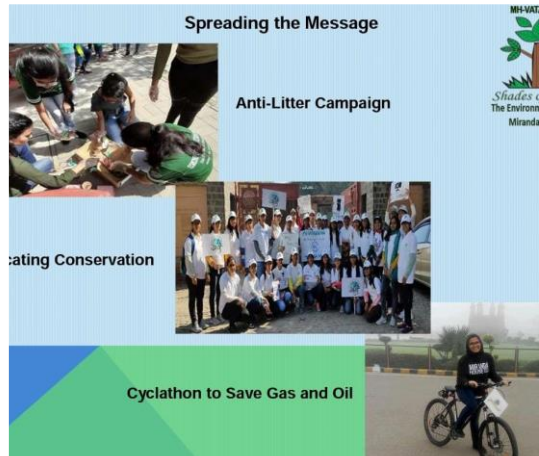 Spreading the Message
MH-VATA
Anti-Litter Campaign
Shades o
The Environm
Miranda
cating Conservation
Cyclathon to Save Gas and Oil